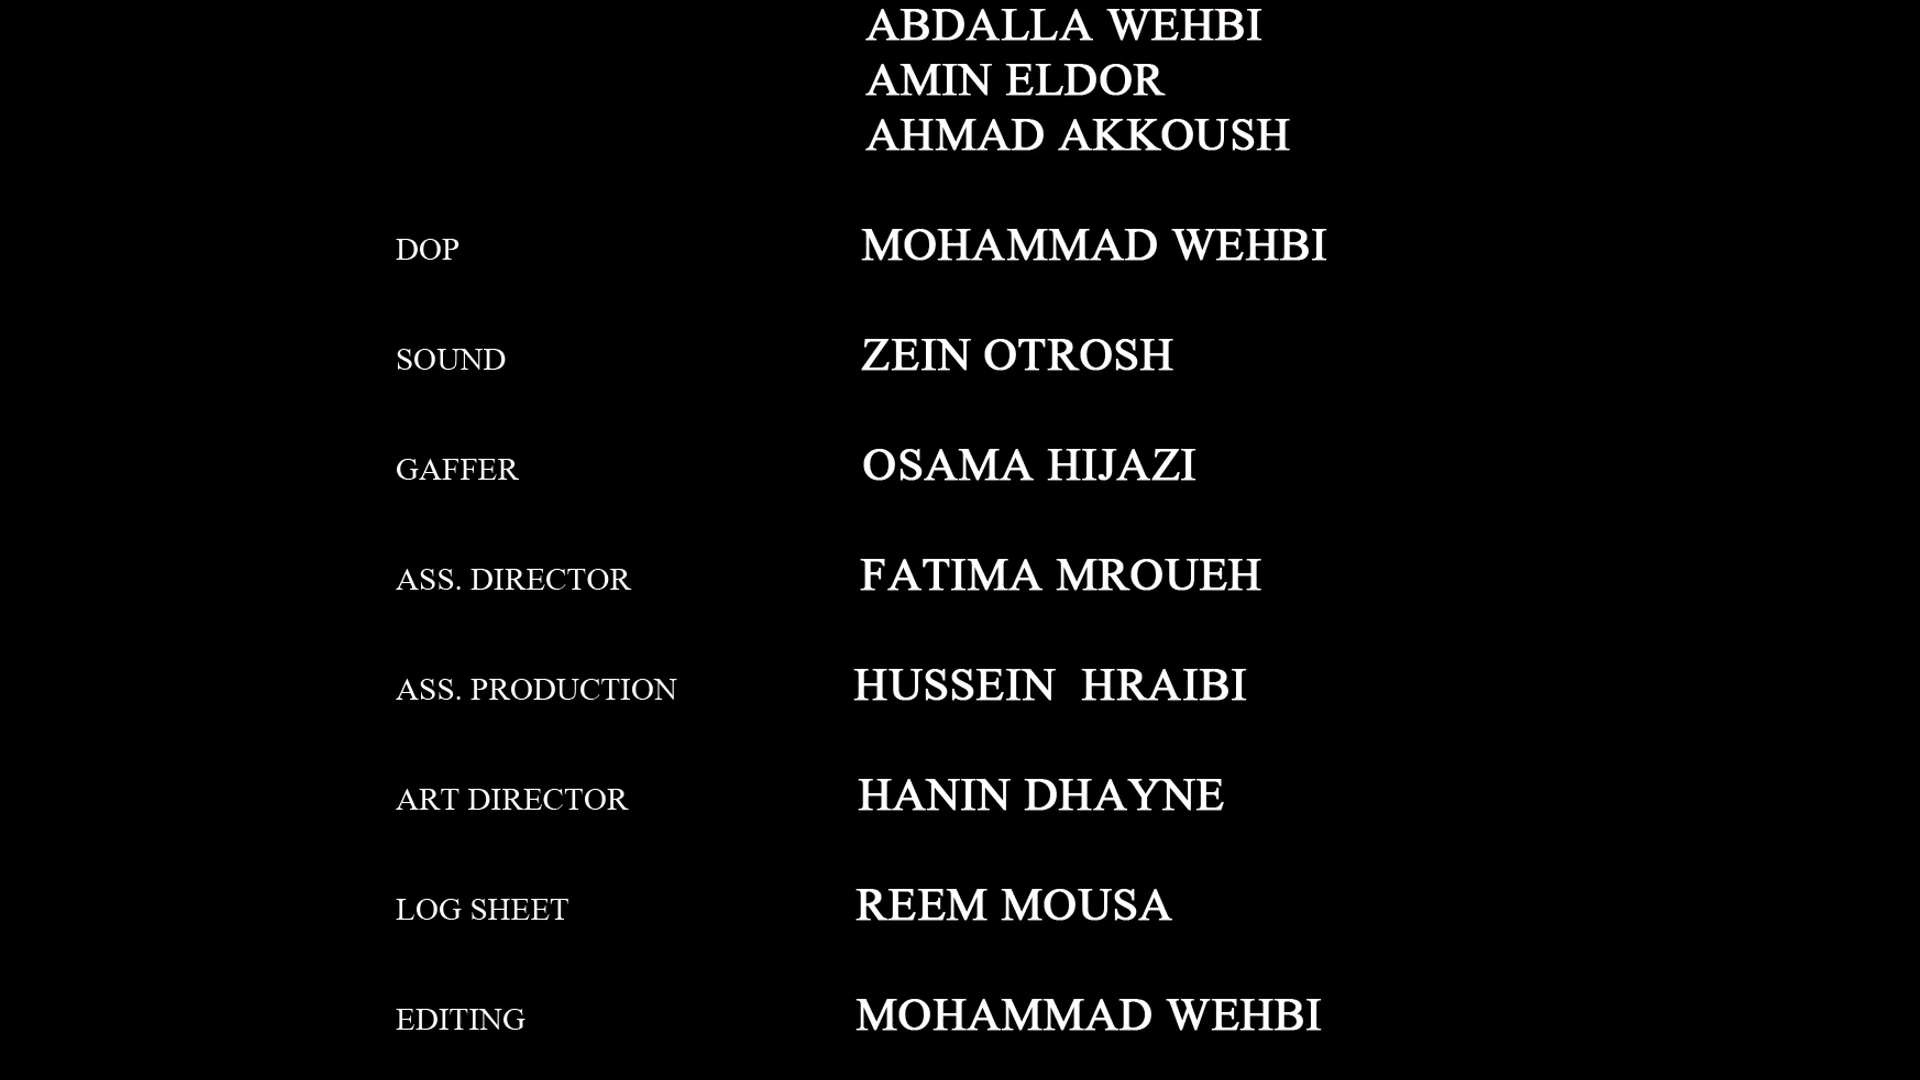 ABDALLA WEHBI
AMIN ELDOR
AHMAD AKKOUSH
DOP MOHAMMAD WEHBI
SOUND ZEIN OTROSH
GAFFER OSAMA HIJAZI
ASS. DIRECTOR FATIMA MROUEH
ASS. PRODUCTION HUSSEIN  HRAIBI
ART DIRECTOR HANIN DHAYNE
LOG SHEET REEM MOUSA
EDITING MOHAMMAD WEHBI